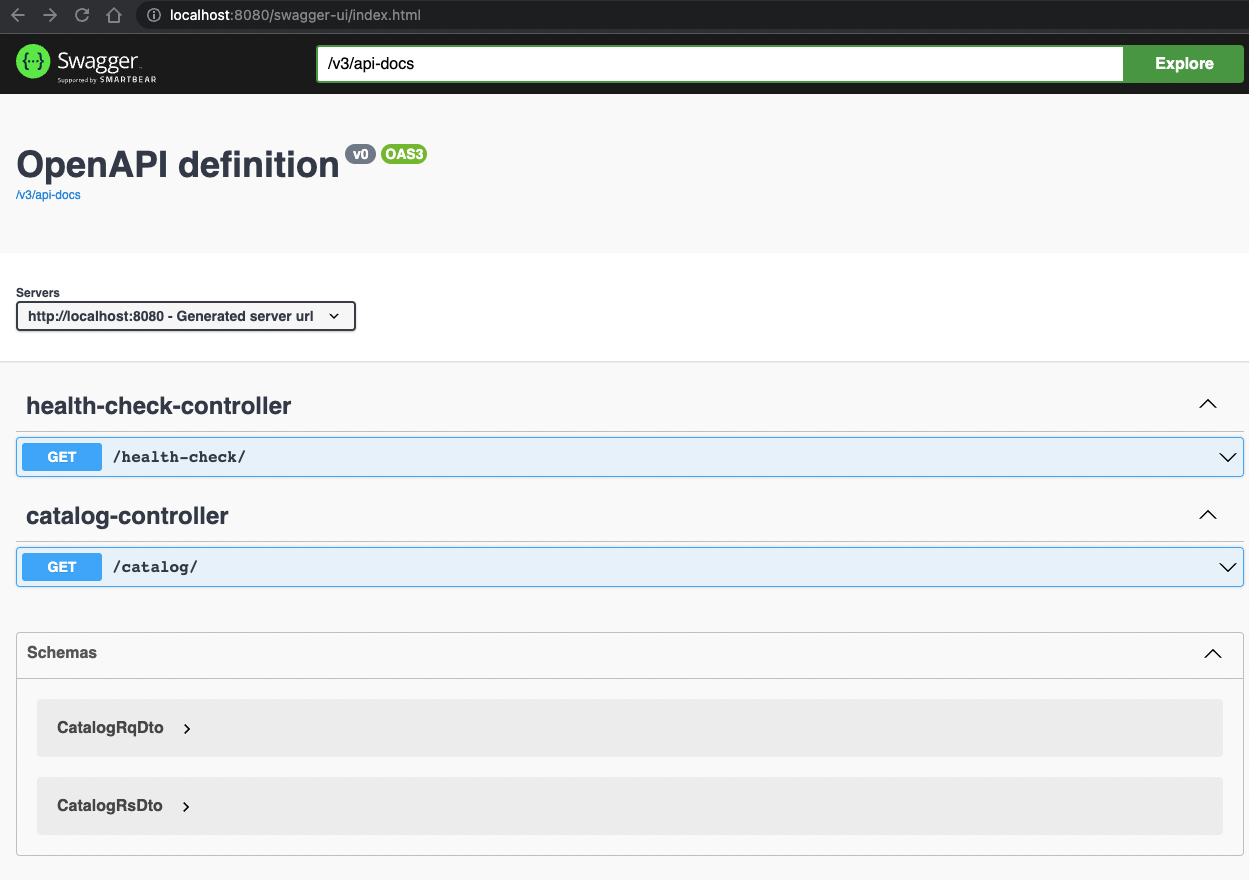 localhost:8080/swagger-ui/index.html
{···} Swagger™
Supported by SMARTBEAR
/v3/api-docs
Explore
OpenAPI definition v0 OAS3
/v3/api-docs
Servers
http://localhost:8080 - Generated server url
health-check-controller
GET /health-check/
catalog-controller
GET /catalog/
Schemas
CatalogRqDto
CatalogRsDto